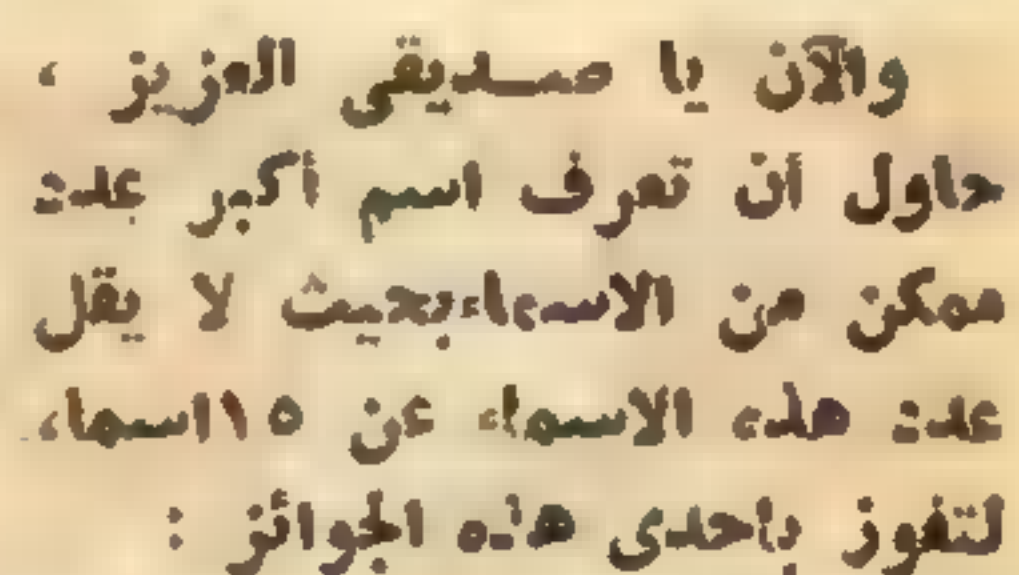 والآن يا صديقى العزيز ،
حاول أن تعرف اسم أكبر عدد
ممكن من الاسماء بحيث لا يقل
عدد هذه الاسماء عن ١٥ اسما ،
لتفوز باحدى هذه الجوائز :